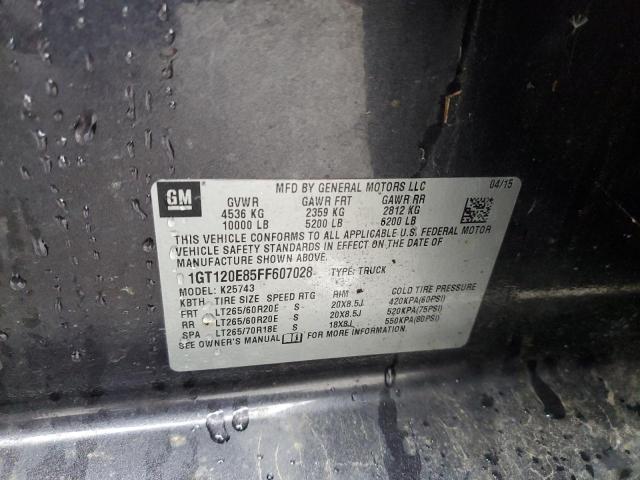 GM
MFD BY GENERAL MOTORS LLC 04/15
GVWR GAWR FRT GAWR RR
4536 KG 2359 KG 2812 KG
10000 LB 5200 LB 6200 LB
THIS VEHICLE CONFORMS TO ALL APPLICABLE U.S. FEDERAL MOTOR
VEHICLE SAFETY STANDARDS IN EFFECT ON THE DATE OF
MANUFACTURE SHOWN ABOVE.
1GT120E85FF607028 TYPE: TRUCK
MODEL: K25743
KBTH TIRE SIZE SPEED RTG RHM COLD TIRE PRESSURE
FRT LT265/60R20E S 20X8.5J 420KPA(60PSI)
RR LT265/60R20E S 20X8.5J 520KPA(75PSI)
SPA LT265/70R18E S 18X8J 550KPA(80PSI)
SEE OWNER'S MANUAL FOR MORE INFORMATION.